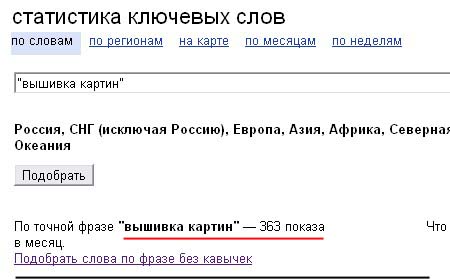 статистика ключевых слов
по словам по регионам на карте по месяцам по неделям
"вышивка картин"
Россия, СНГ (исключая Россию), Европа, Азия, Африка, Северная
Океания
Подобрать
По точной фразе "вышивка картин" — 363 показа Что
в месяц.
Подобрать слова по фразе без кавычек